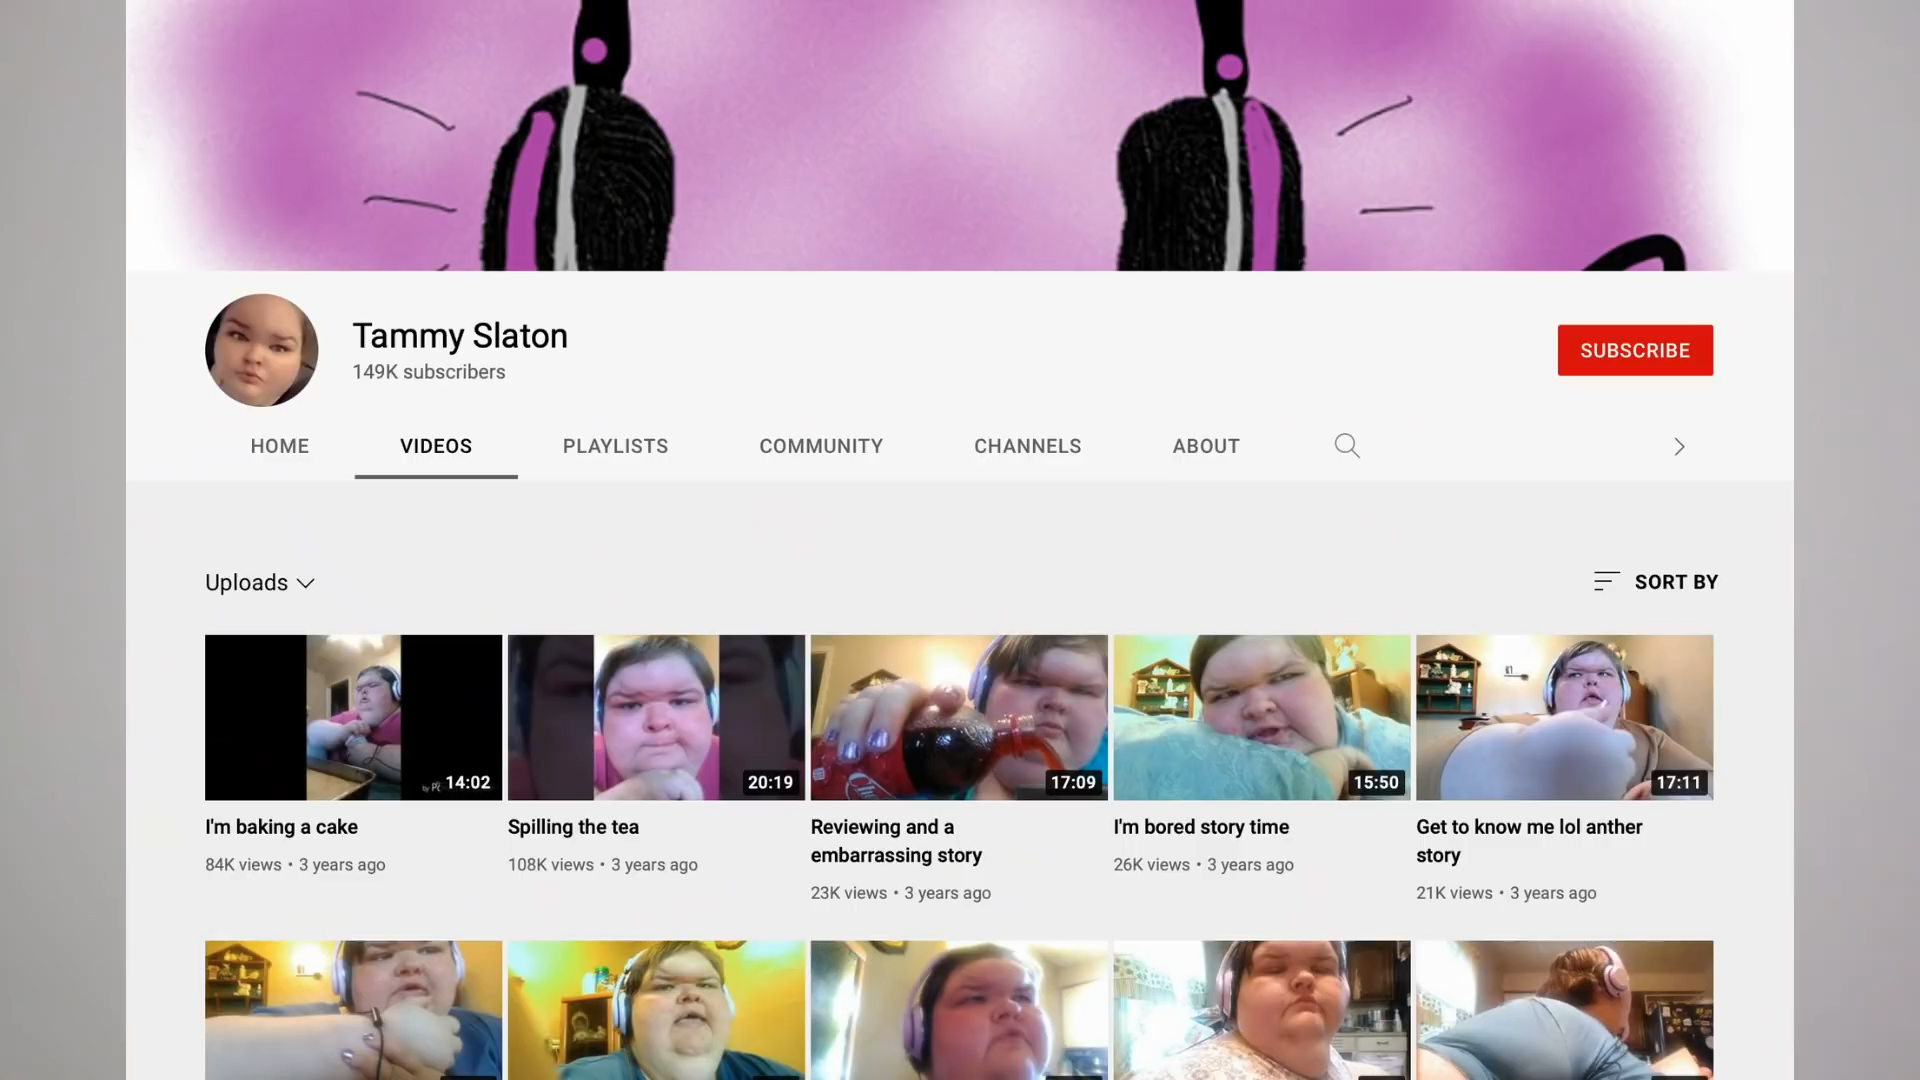 Tammy Slaton
149K subscribers
SUBSCRIBE
HOME VIDEOS PLAYLISTS COMMUNITY CHANNELS ABOUT
Uploads
SORT BY
14:02
20:19
17:09
15:50
17:11
I'm baking a cake
84K views • 3 years ago
Spilling the tea
108K views • 3 years ago
Reviewing and a
embarrassing story
23K views • 3 years ago
I'm bored story time
26K views • 3 years ago
Get to know me lol anther
story
21K views • 3 years ago